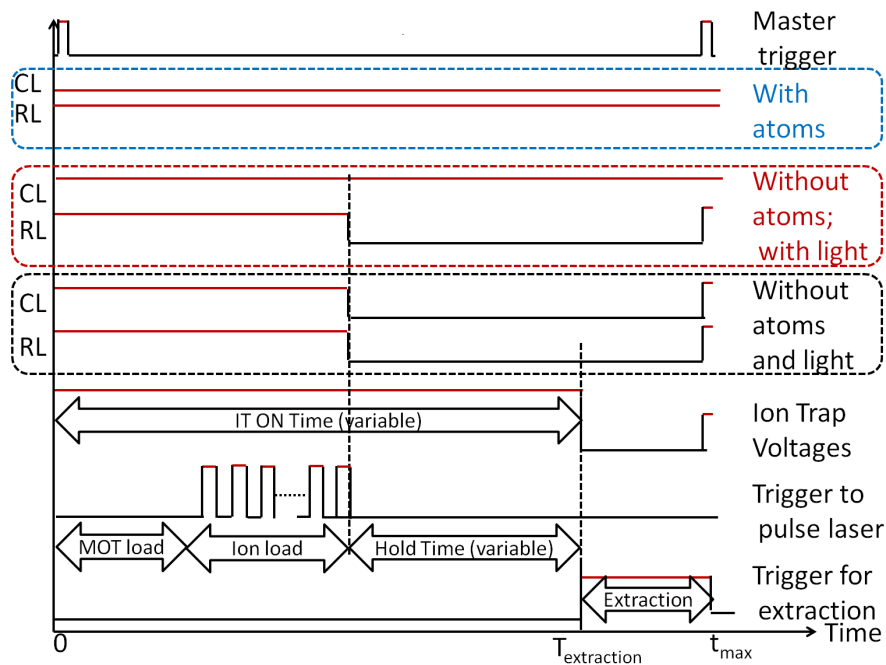 Master
trigger
CL
RL
With
atoms
CL
RL
Without
atoms;
with light
CL
RL
Without
atoms
and light
IT ON Time (variable)
Ion Trap
Voltages
Trigger to
pulse laser
MOT load
Ion load
Hold Time (variable)
Extraction
Trigger for
extraction
Time
0
T_extraction
t_max